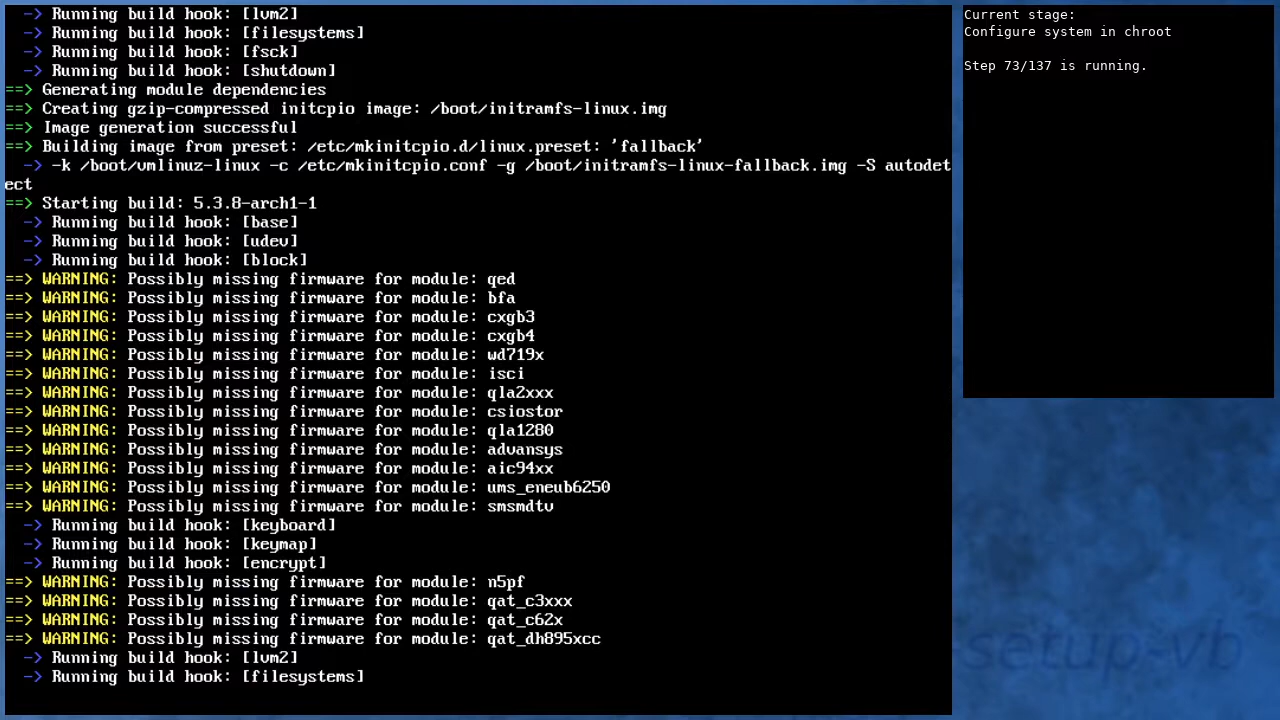 -> Running build hook: [lvm2]
-> Running build hook: [filesystems]
-> Running build hook: [fsck]
-> Running build hook: [shutdown]
==> Generating module dependencies
==> Creating gzip-compressed initcpio image: /boot/initramfs-linux.img
==> Image generation successful
==> Building image from preset: /etc/mkinitcpio.d/linux.preset: 'fallback'
-> -k /boot/vmlinuz-linux -c /etc/mkinitcpio.conf -g /boot/initramfs-linux-fallback.img -S autodet
ect
==> Starting build: 5.3.8-arch1-1
-> Running build hook: [base]
-> Running build hook: [udev]
-> Running build hook: [block]
==> WARNING: Possibly missing firmware for module: qed
==> WARNING: Possibly missing firmware for module: bfa
==> WARNING: Possibly missing firmware for module: cxgb3
==> WARNING: Possibly missing firmware for module: cxgb4
==> WARNING: Possibly missing firmware for module: wd719x
==> WARNING: Possibly missing firmware for module: isci
==> WARNING: Possibly missing firmware for module: qla2xxx
==> WARNING: Possibly missing firmware for module: csiostor
==> WARNING: Possibly missing firmware for module: qla1280
==> WARNING: Possibly missing firmware for module: advansys
==> WARNING: Possibly missing firmware for module: aic94xx
==> WARNING: Possibly missing firmware for module: ums_eneub6250
==> WARNING: Possibly missing firmware for module: smsmdtv
-> Running build hook: [keyboard]
-> Running build hook: [keymap]
-> Running build hook: [encrypt]
==> WARNING: Possibly missing firmware for module: n5pf
==> WARNING: Possibly missing firmware for module: qat_c3xxx
==> WARNING: Possibly missing firmware for module: qat_c62x
==> WARNING: Possibly missing firmware for module: qat_dh895xcc
-> Running build hook: [lvm2]
-> Running build hook: [filesystems]
Current stage:
Configure system in chroot
Step 73/137 is running.
-setup-vb